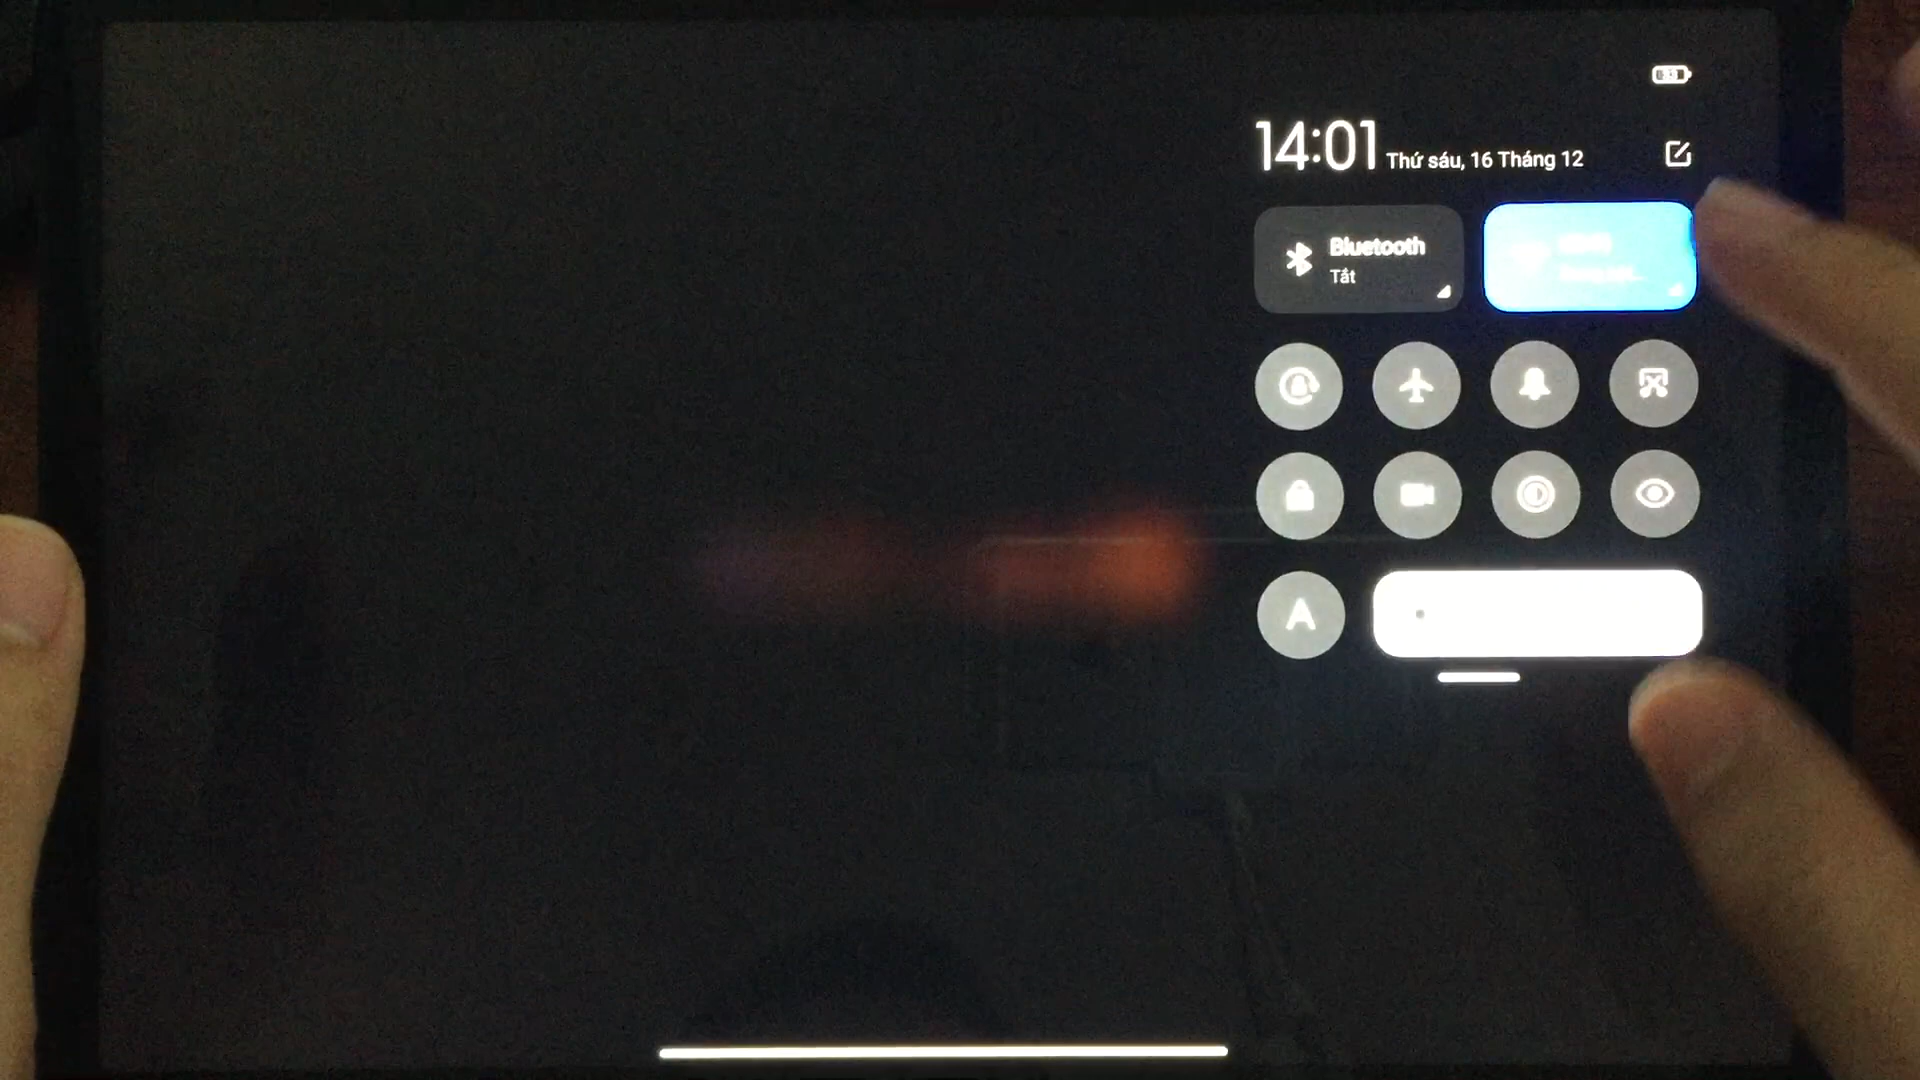 14:01 Thứ sáu, 16 Tháng 12
Bluetooth
Tắt
A